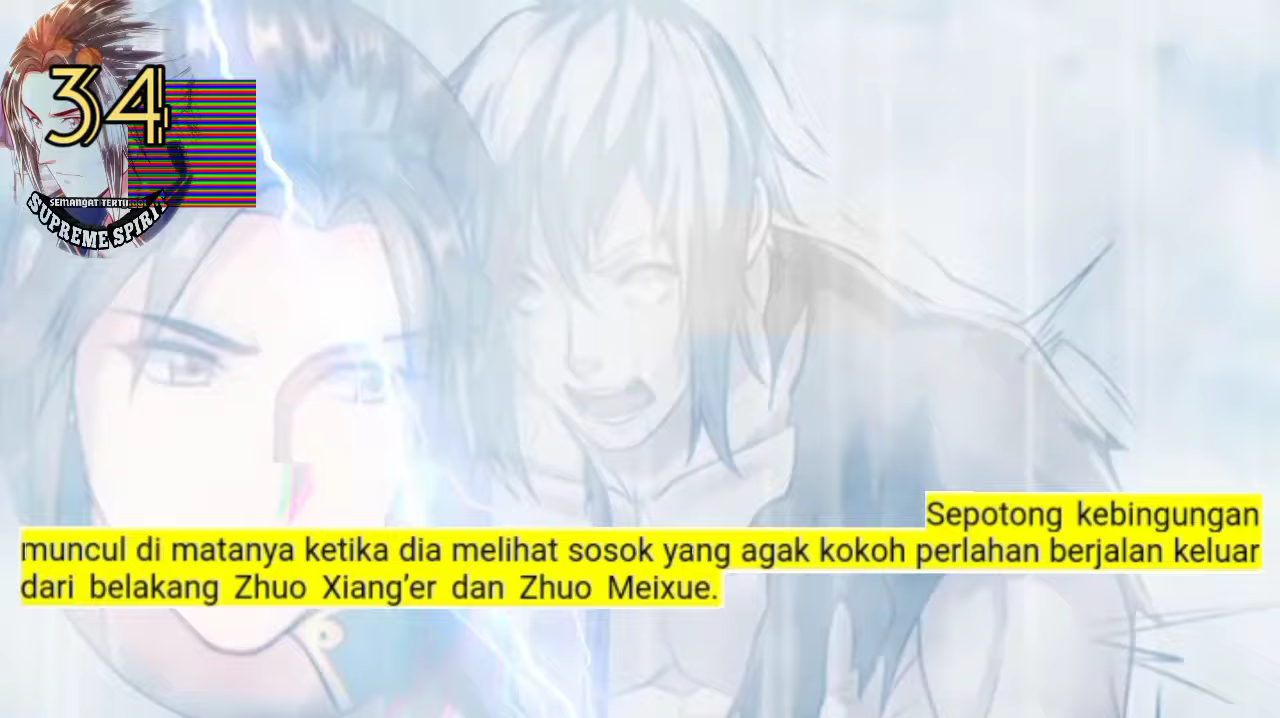 34
SEMANGAT
SUPREME SPIRIT
Sepotong kebingungan
muncul di matanya ketika dia melihat sosok yang agak kokoh perlahan berjalan keluar
dari belakang Zhuo Xiang’er dan Zhuo Meixue.